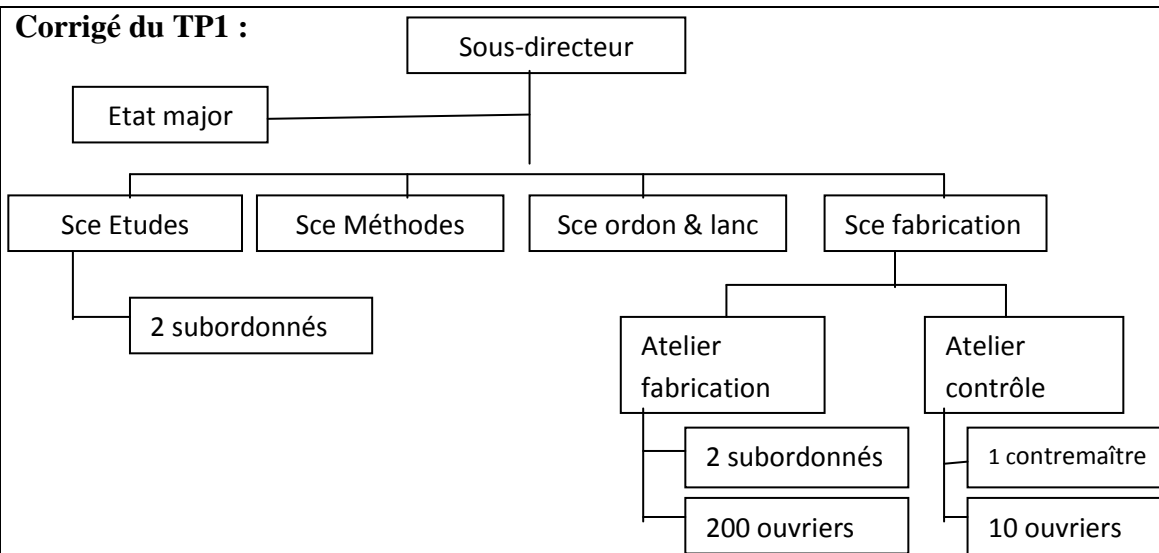 Corrigé du TP1 :
Sous-directeur
Etat major
Sce Etudes
Sce Méthodes
Sce ordon & lanc
Sce fabrication
2 subordonnés
Atelier
fabrication
Atelier
contrôle
2 subordonnés
1 contremaître
200 ouvriers
10 ouvriers